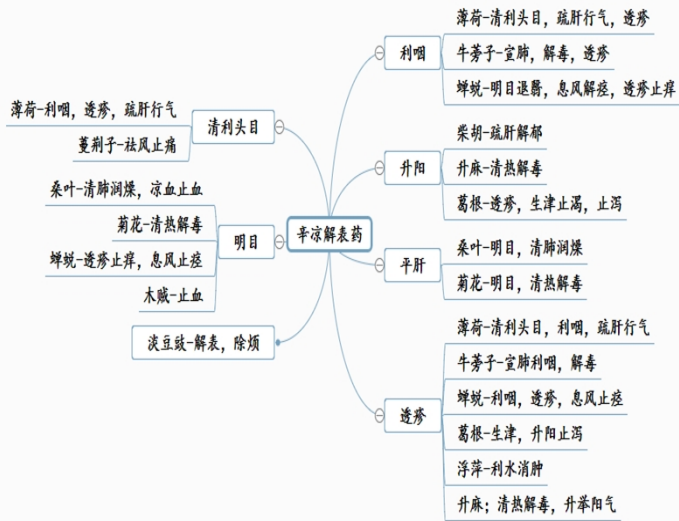 辛凉解表药
利咽
薄荷-清利头目，疏肝行气，透疹
牛蒡子-宣肺，解毒，透疹
蝉蜕-明目退翳，息风解痉，透疹止痒
升阳
柴胡-疏肝解郁
升麻-清热解毒
葛根-透疹，生津止渴，止泻
平肝
桑叶-明目，清肺润燥
菊花-明目，清热解毒
透疹
薄荷-清利头目，利咽，疏肝行气
牛蒡子-宣肺利咽，解毒
蝉蜕-利咽，透疹，息风止痉
葛根-生津，升阳止泻
浮萍-利水消肿
升麻；清热解毒，升举阳气
清利头目
薄荷-利咽，透疹，疏肝行气
蔓荆子-祛风止痛
明目
桑叶-清肺润燥，凉血止血
菊花-清热解毒
蝉蜕-透疹止痒，息风止痉
木贼-止血
淡豆豉-解表，除烦